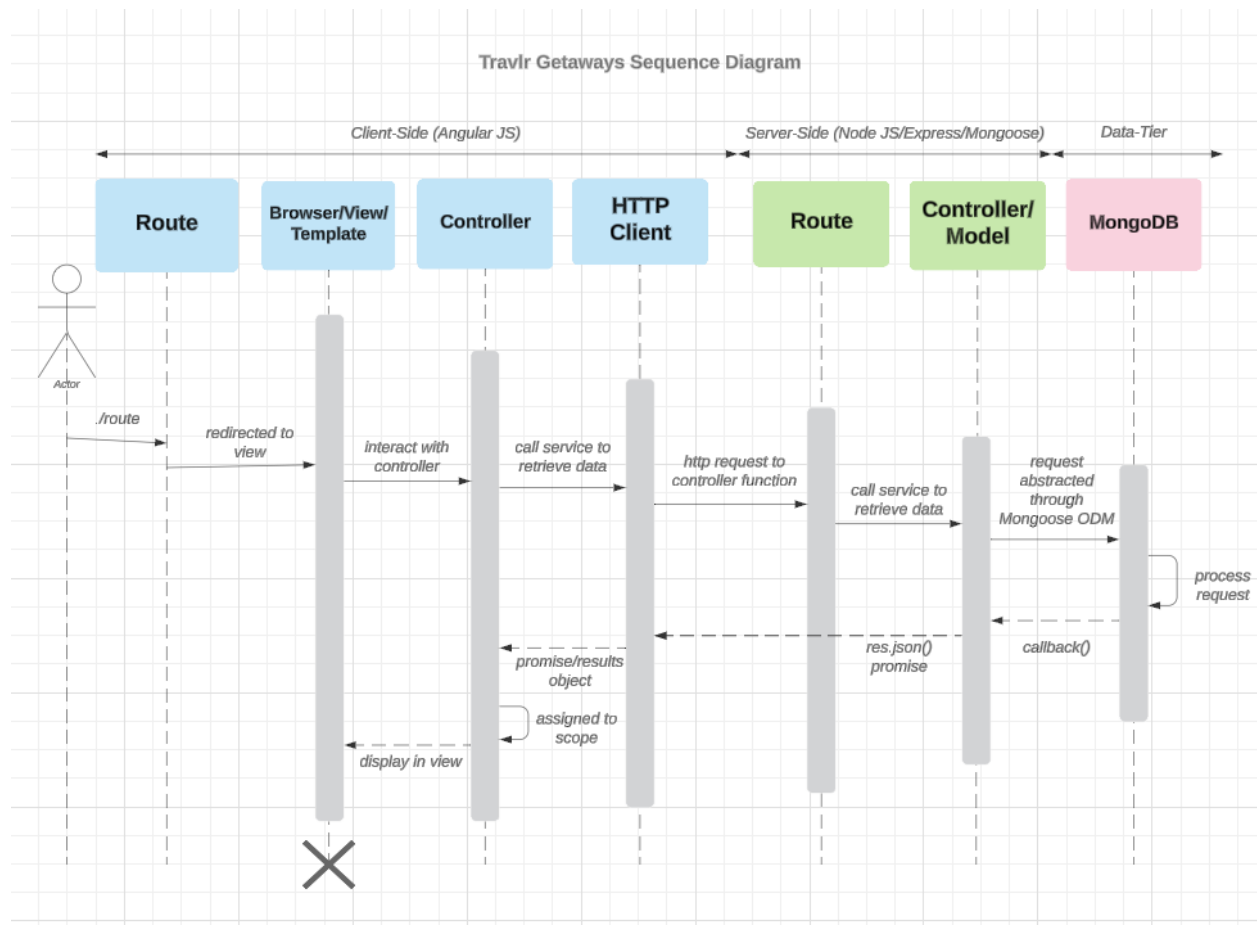 Travlr Getaways Sequence Diagram
Client-Side (Angular JS)
Server-Side (Node JS/Express/Mongoose)
Data-Tier
Route
Browser/View/
Template
Controller
HTTP
Client
Route
Controller/
Model
MongoDB
Actor
./route
redirected to
view
interact with
controller
call service to
retrieve data
http request to
controller function
call service to
retrieve data
request
abstracted
through
Mongoose ODM
process
request
callback()
res.json()
promise
promise/results
object
assigned to
scope
display in view